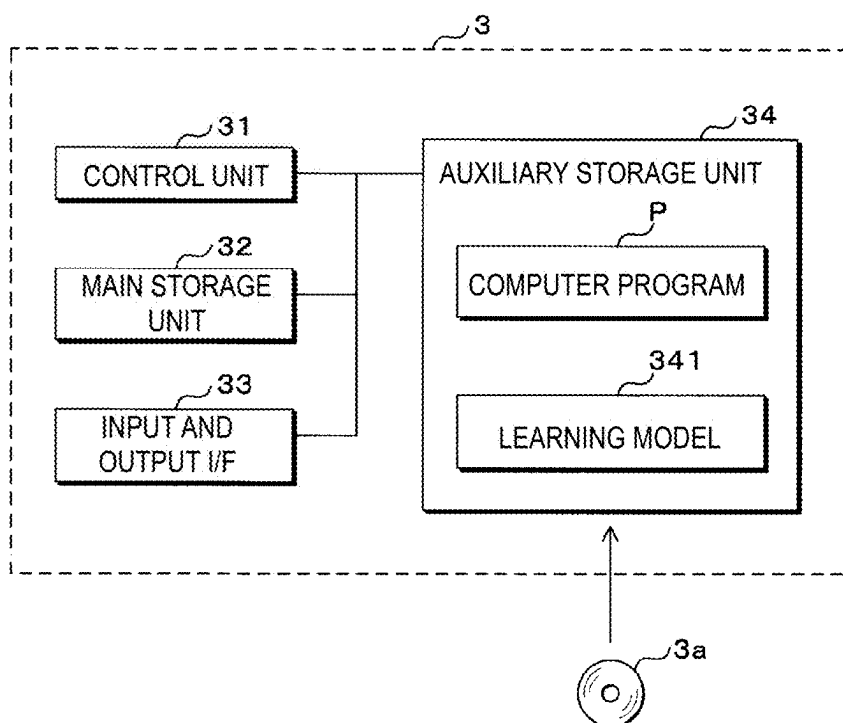 3
31
CONTROL UNIT
32
MAIN STORAGE
UNIT
33
INPUT AND
OUTPUT I/F
34
AUXILIARY STORAGE UNIT
P
COMPUTER PROGRAM
341
LEARNING MODEL
3a